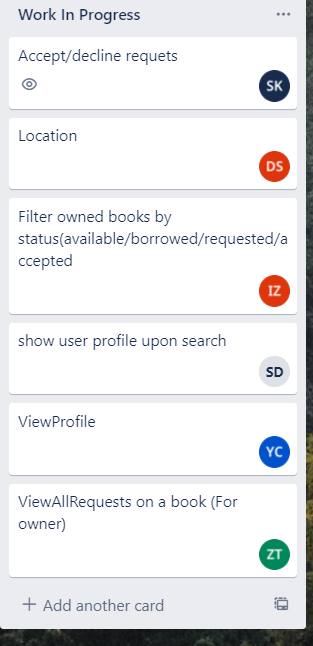 Work In Progress
Accept/decline requets
SK
Location
DS
Filter owned books by
status(available/borrowed/requested/a
ccepted
IZ
show user profile upon search
SD
ViewProfile
YC
ViewAllRequests on a book (For
owner)
ZT
Add another card